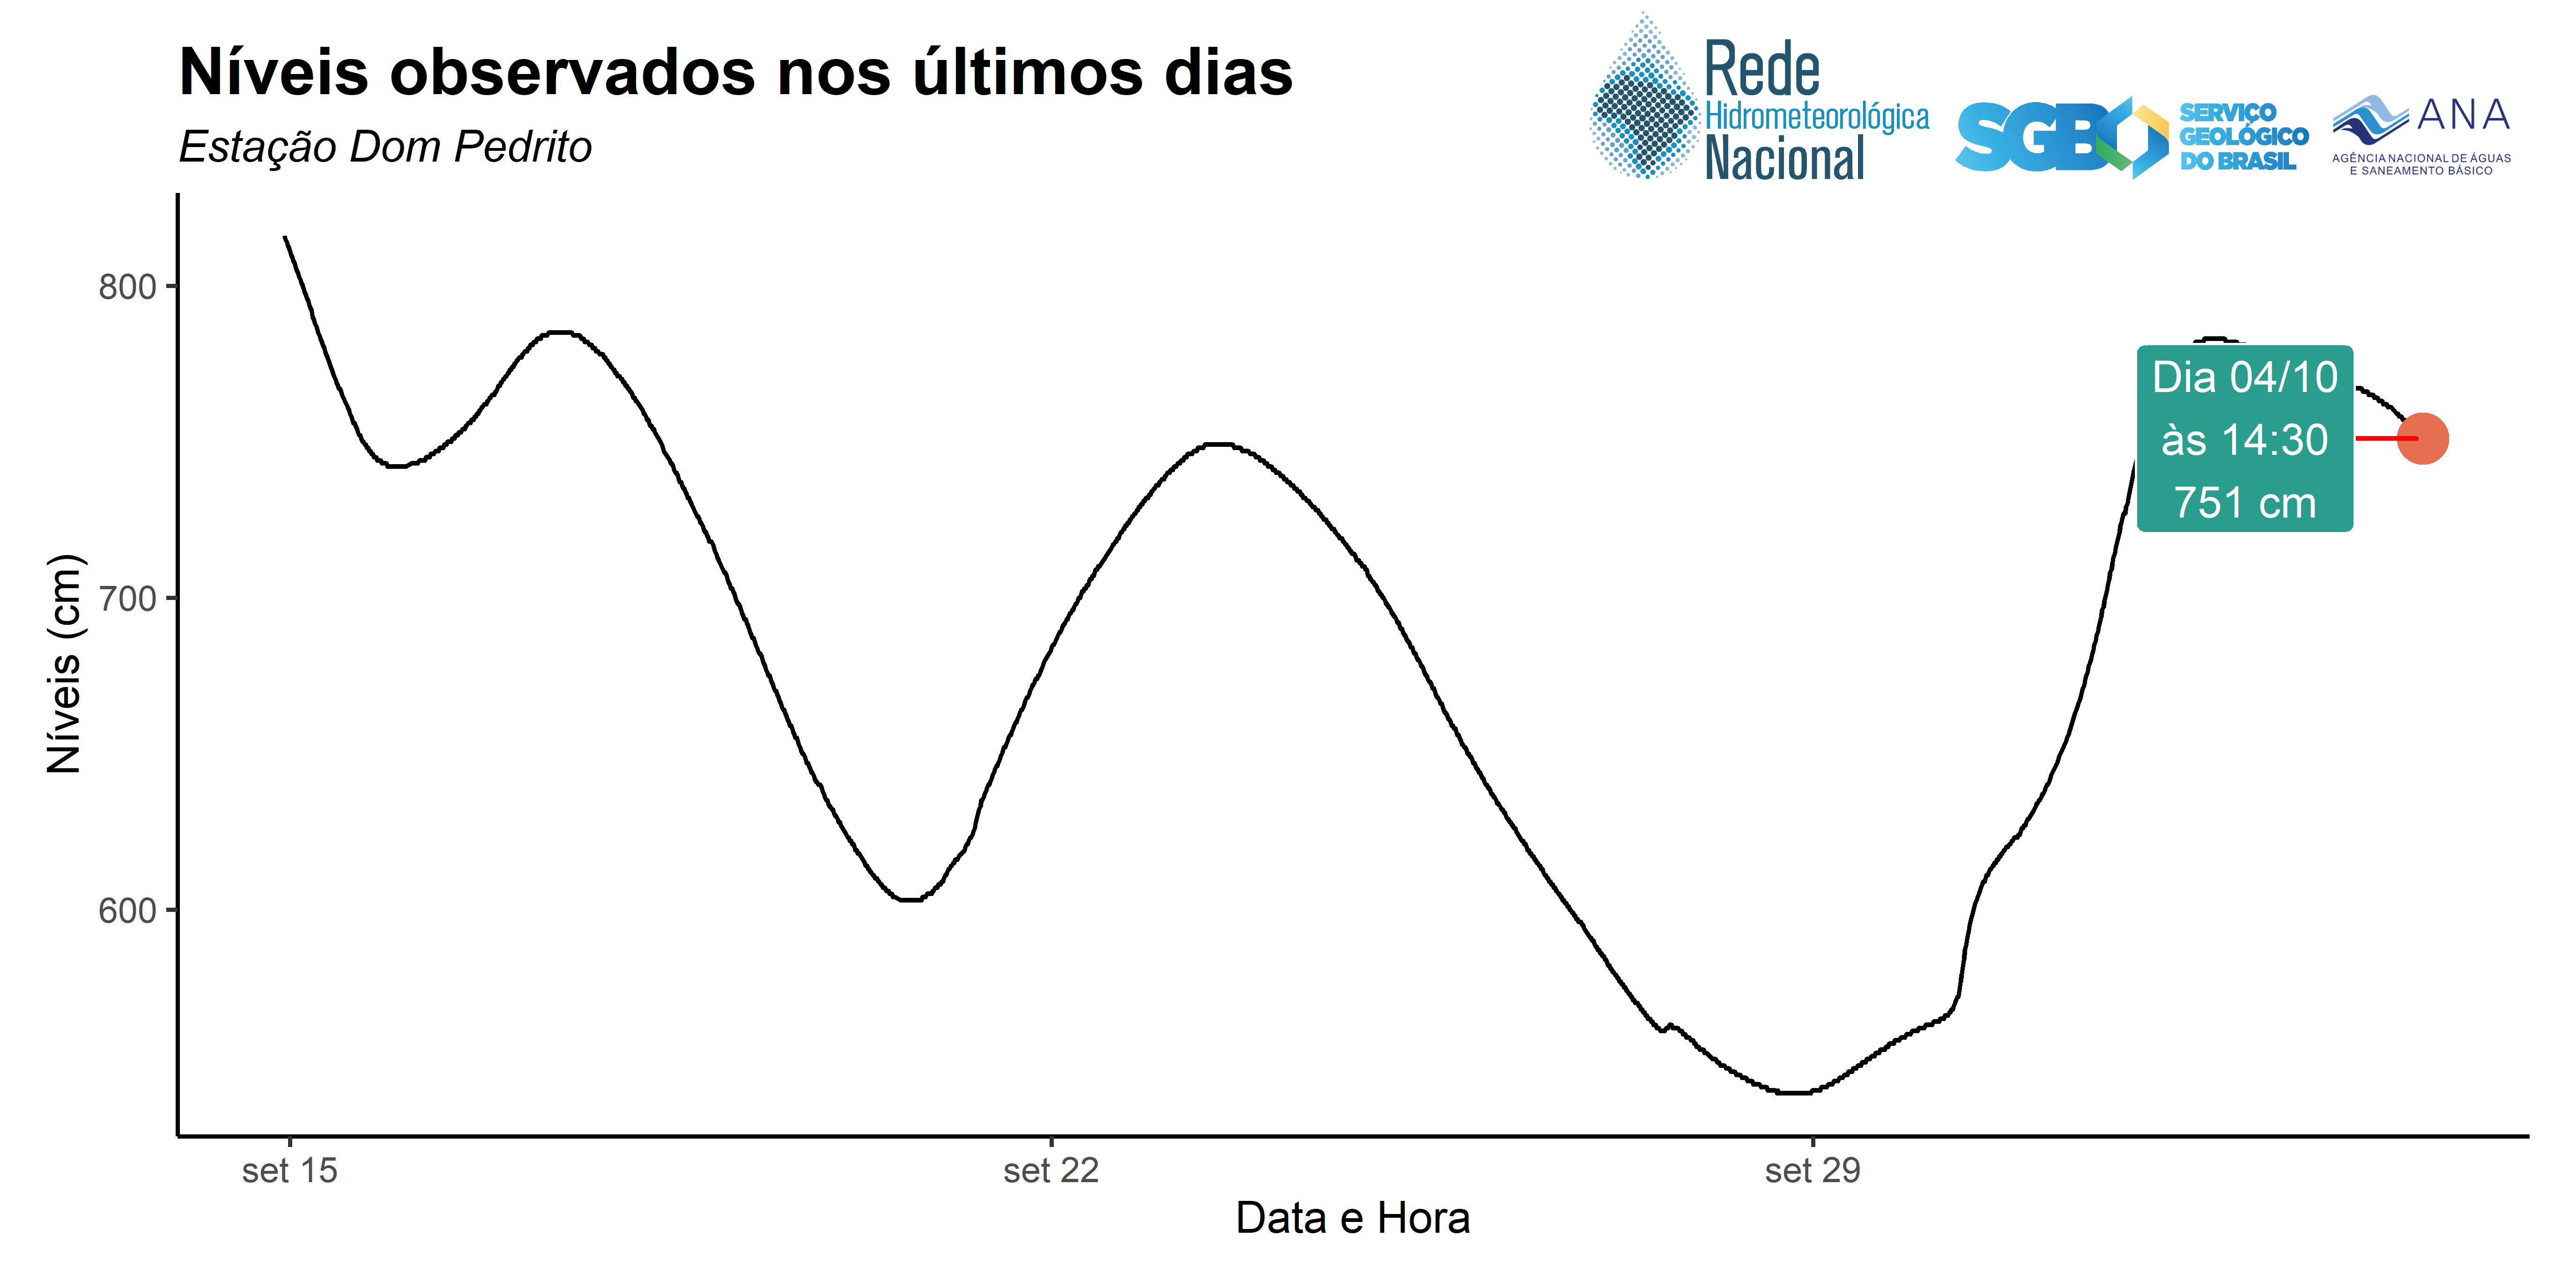 Níveis observados nos últimos dias
Estação Dom Pedrito
Rede
Hidrometeorológica
Nacional
SGB
SERVIÇO
GEOLÓGICO
DO BRASIL
ANA
AGÊNCIA NACIONAL DE ÁGUAS
E SANEAMENTO BÁSICO
Níveis (cm)
800
700
600
Dia 04/10
às 14:30
751 cm
set 15
set 22
set 29
Data e Hora